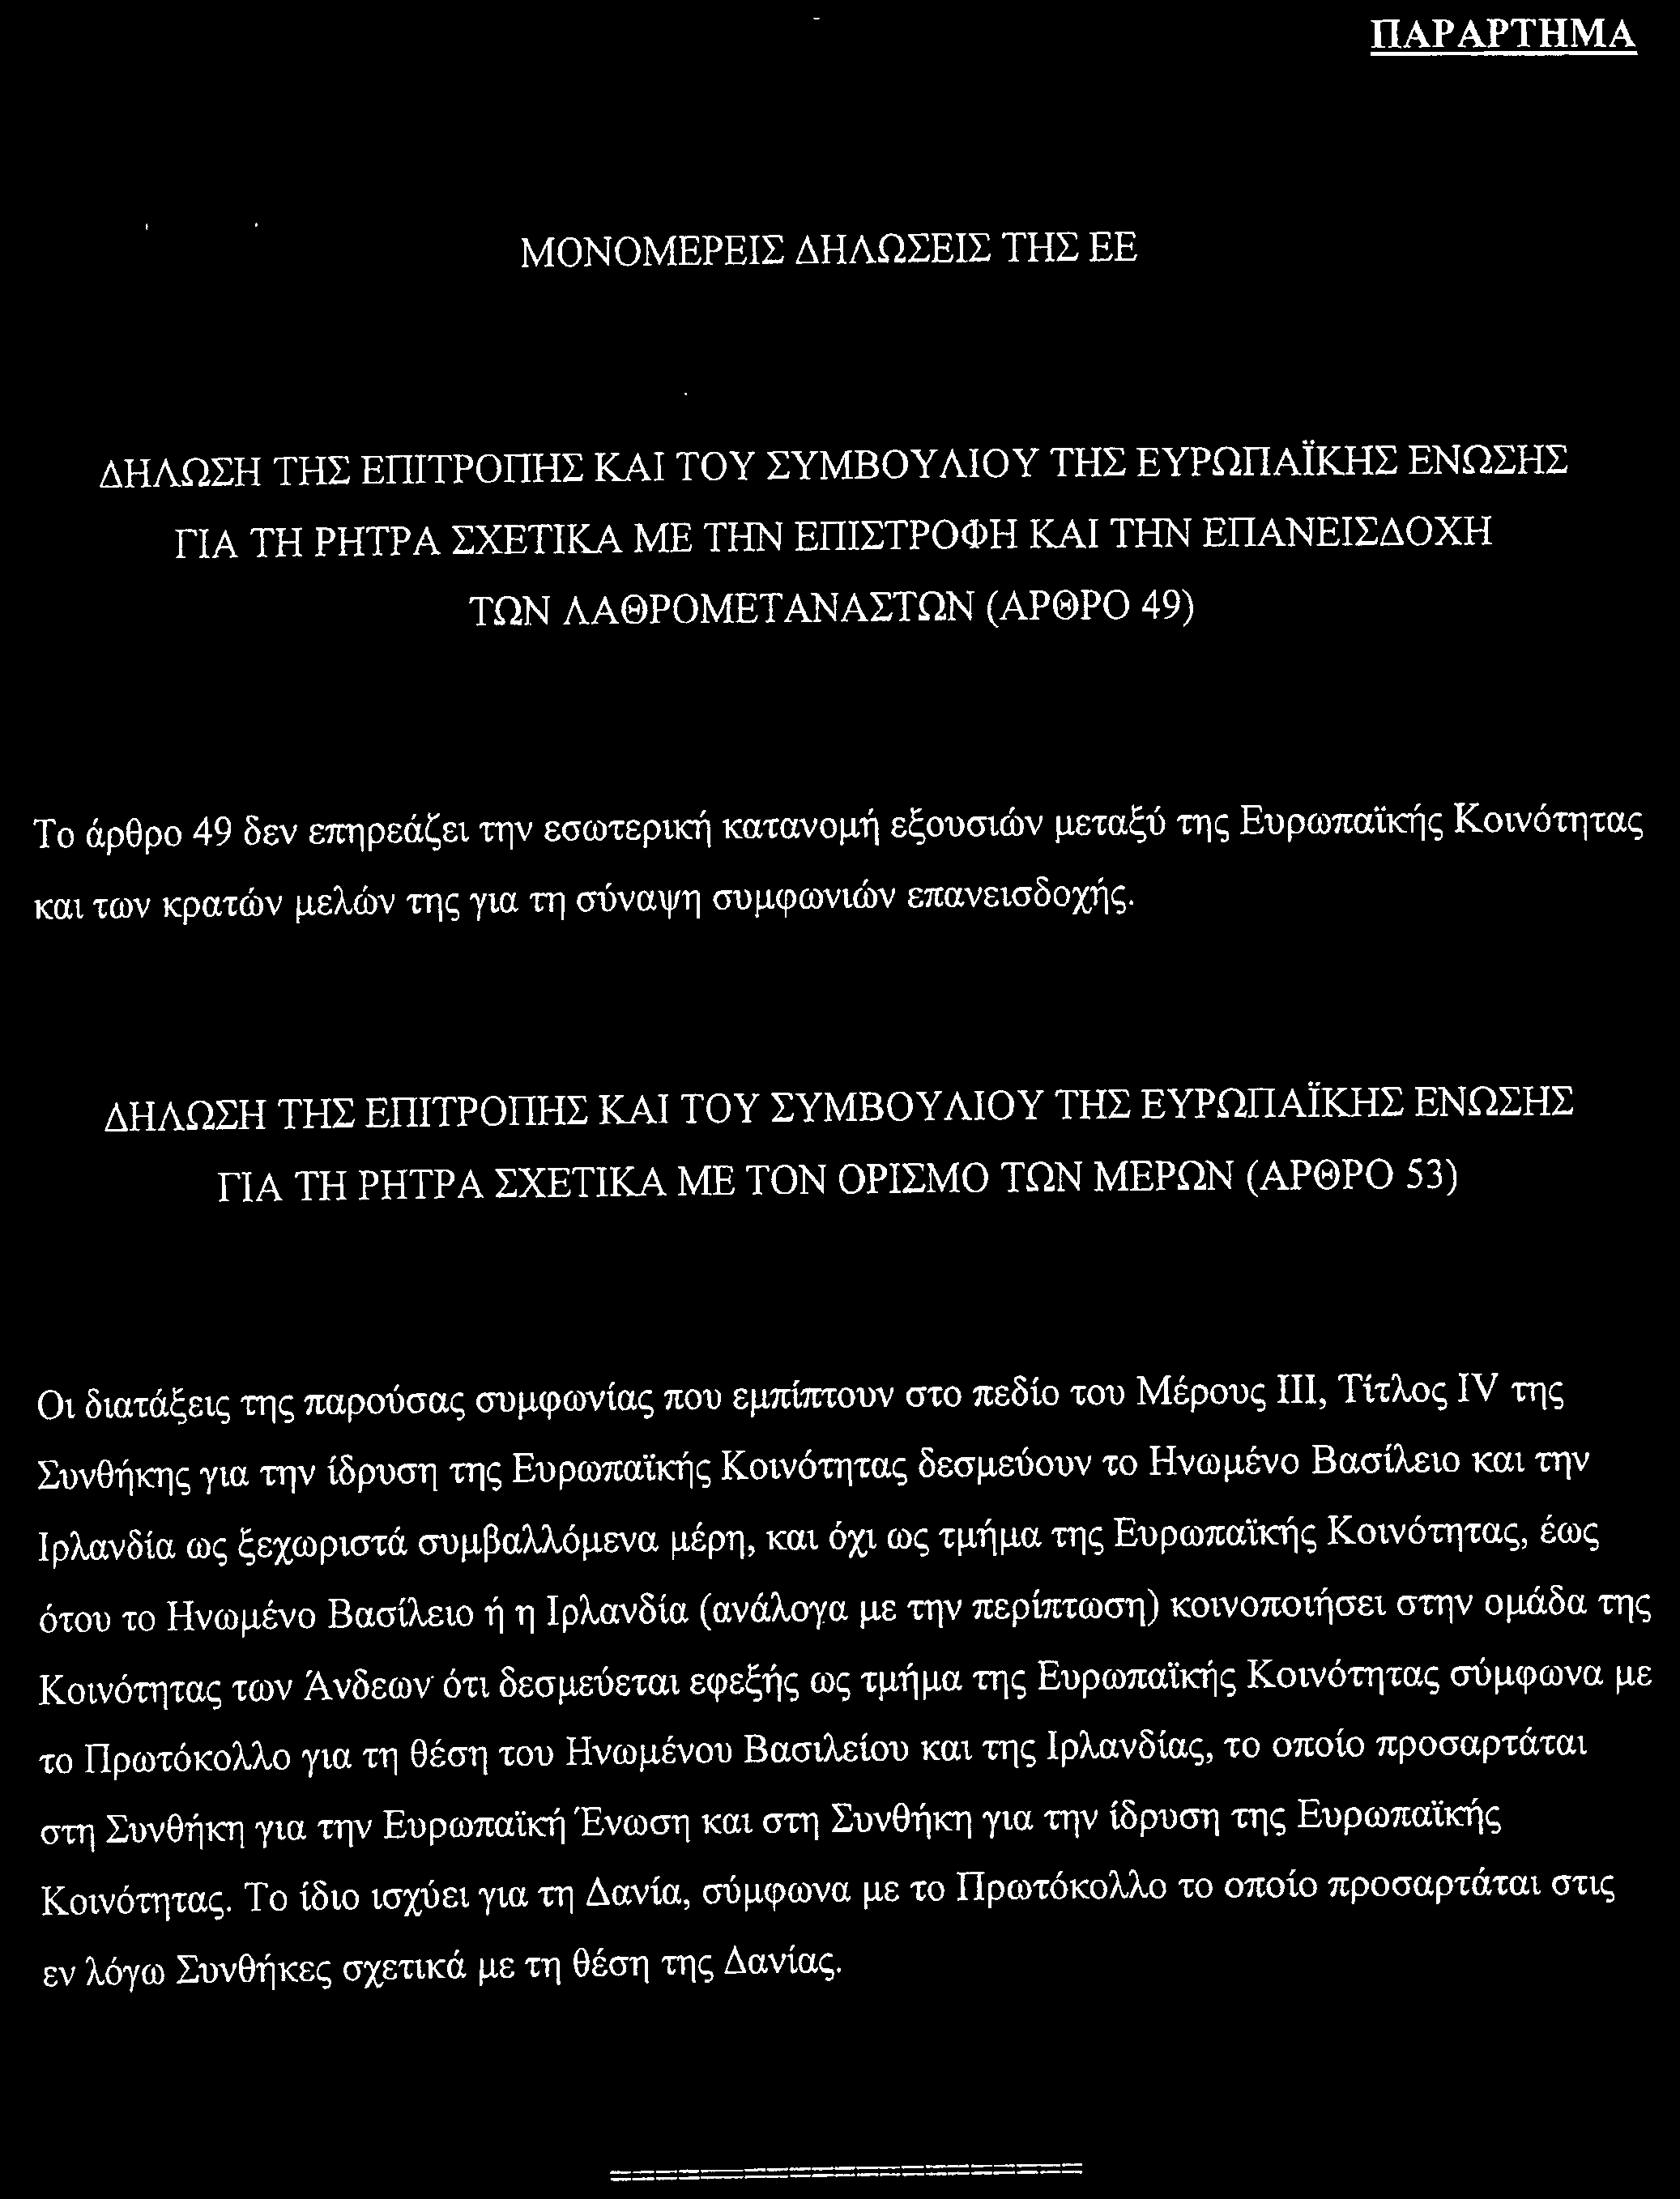 ΠΑΡΑΡΤΗΜΑ
ΜΟΝΟΜΕΡΕΙΣ ΔΗΛΩΣΕΙΣ ΤΗΣ ΕΕ
ΔΗΛΩΣΗ ΤΗΣ ΕΠΙΤΡΟΠΗΣ ΚΑΙ ΤΟΥ ΣΥΜΒΟΥΛΙΟΥ ΤΗΣ ΕΥΡΩΠΑΪΚΗΣ ΕΝΩΣΗΣ
ΓΙΑ ΤΗ ΡΗΤΡΑ ΣΧΕΤΙΚΑ ΜΕ ΤΗΝ ΕΠΙΣΤΡΟΦΗ ΚΑΙ ΤΗΝ ΕΠΑΝΕΙΣΔΟΧΗ
ΤΩΝ ΛΑΘΡΟΜΕΤΑΝΑΣΤΩΝ (ΑΡΘΡΟ 49)
Το άρθρο 49 δεν επηρεάζει την εσωτερική κατανομή εξουσιών μεταξύ της Ευρωπαϊκής Κοινότητας
και των κρατών μελών της για τη σύναψη συμφωνιών επανεισδοχής.
ΔΗΛΩΣΗ ΤΗΣ ΕΠΙΤΡΟΠΗΣ ΚΑΙ ΤΟΥ ΣΥΜΒΟΥΛΙΟΥ ΤΗΣ ΕΥΡΩΠΑΪΚΗΣ ΕΝΩΣΗΣ
ΓΙΑ ΤΗ ΡΗΤΡΑ ΣΧΕΤΙΚΑ ΜΕ ΤΟΝ ΟΡΙΣΜΟ ΤΩΝ ΜΕΡΩΝ (ΑΡΘΡΟ 53)
Οι διατάξεις της παρούσας συμφωνίας που εμπίπτουν στο πεδίο του Μέρους III, Τίτλος IV της
Συνθήκης για την ίδρυση της Ευρωπαϊκής Κοινότητας δεσμεύουν το Ηνωμένο Βασίλειο και την
Ιρλανδία ως ξεχωριστά συμβαλλόμενα μέρη, και όχι ως τμήμα της Ευρωπαϊκής Κοινότητας, έως
ότου το Ηνωμένο Βασίλειο ή η Ιρλανδία (ανάλογα με την περίπτωση) κοινοποιήσει στην ομάδα της
Κοινότητας των Άνδεων ότι δεσμεύεται εφεξής ως τμήμα της Ευρωπαϊκής Κοινότητας σύμφωνα με
το Πρωτόκολλο για τη θέση του Ηνωμένου Βασιλείου και της Ιρλανδίας, το οποίο προσαρτάται
στη Συνθήκη για την Ευρωπαϊκή Ένωση και στη Συνθήκη για την ίδρυση της Ευρωπαϊκής
Κοινότητας. Το ίδιο ισχύει για τη Δανία, σύμφωνα με το Πρωτόκολλο το οποίο προσαρτάται στις
εν λόγω Συνθήκες σχετικά με τη θέση της Δανίας.